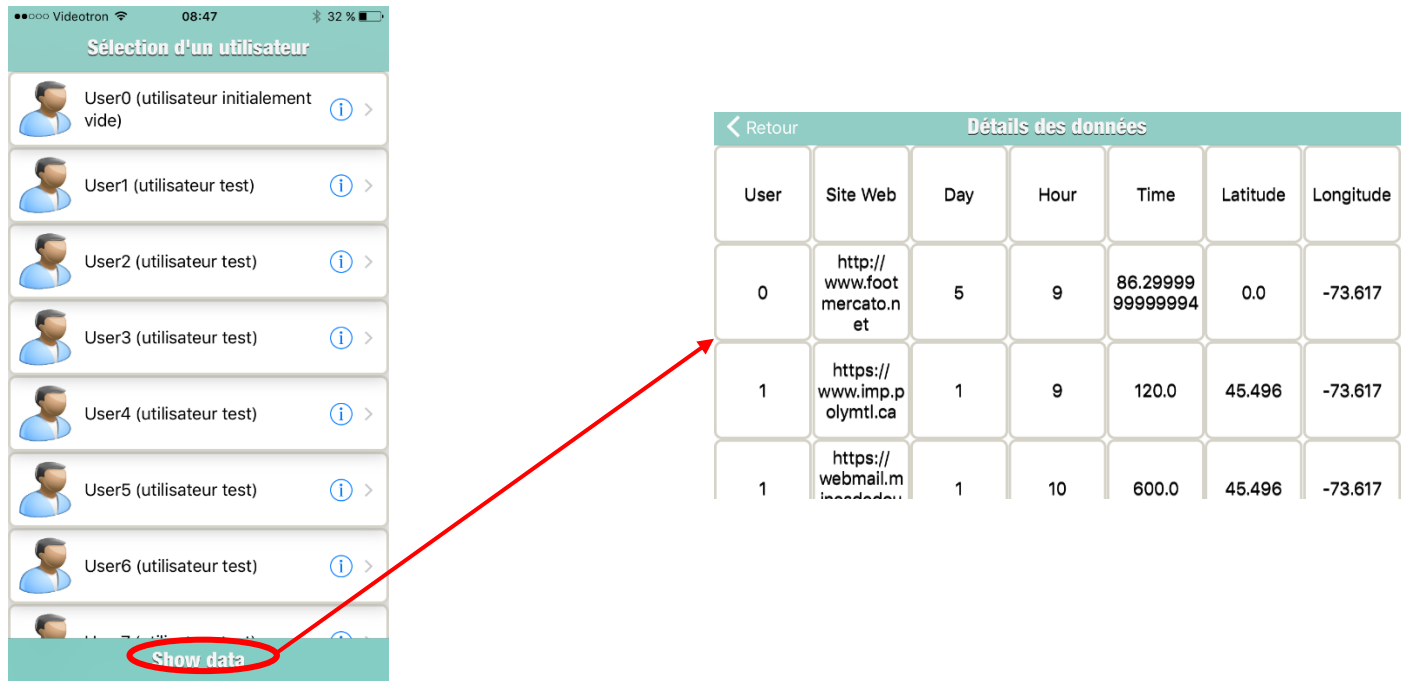 Videotron 08:47 32 %
Sélection d'un utilisateur
User0 (utilisateur initialement
vide)
User1 (utilisateur test)
User2 (utilisateur test)
User3 (utilisateur test)
User4 (utilisateur test)
User5 (utilisateur test)
User6 (utilisateur test)
Show data
Retour Détails des données
User Site Web Day Hour Time Latitude Longitude
http://
www.foot
mercato.n
et
0 5 9 86.29999
99999994 0.0 -73.617
https://
www.imp.p
olymtl.ca
1 1 9 120.0 45.496 -73.617
https://
webmail.m
1 1 10 600.0 45.496 -73.617